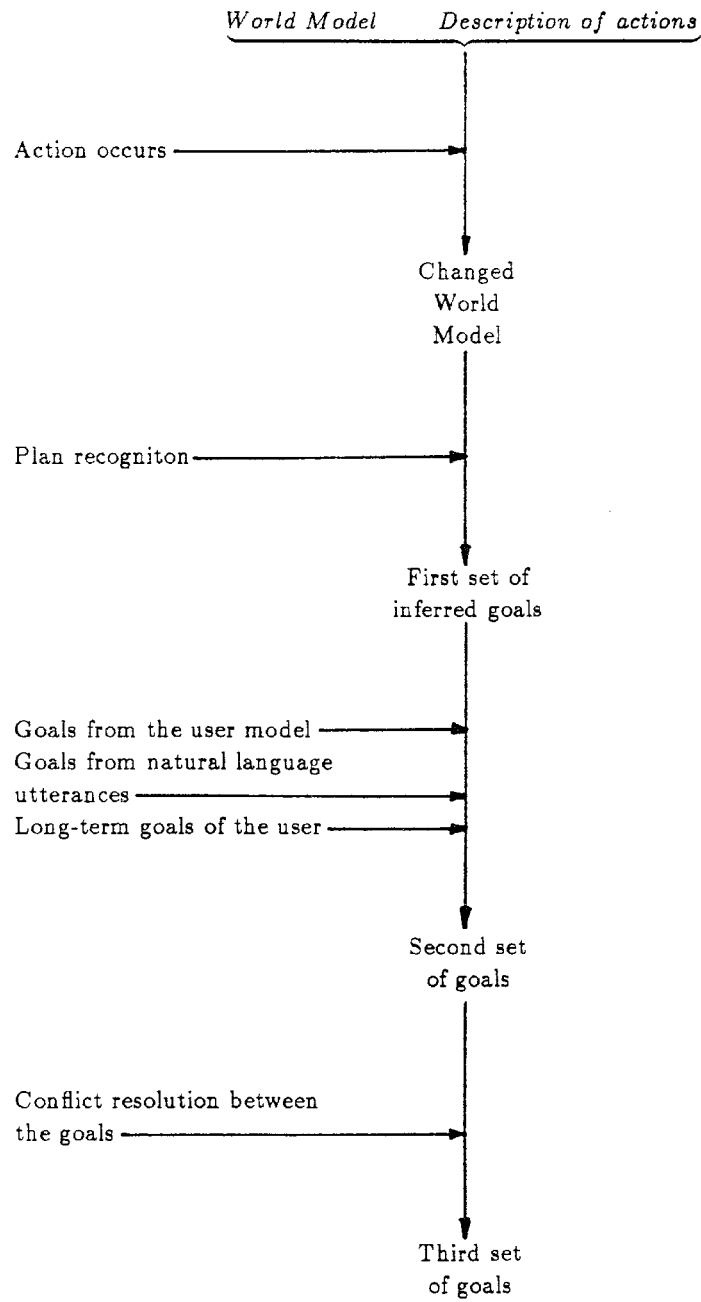 World Model Description of actions
Action occurs
Changed
World
Model
Plan recogniton
First set of
inferred goals
Goals from the user model
Goals from natural language
utterances
Long-term goals of the user
Second set
of goals
Conflict resolution between
the goals
Third set
of goals